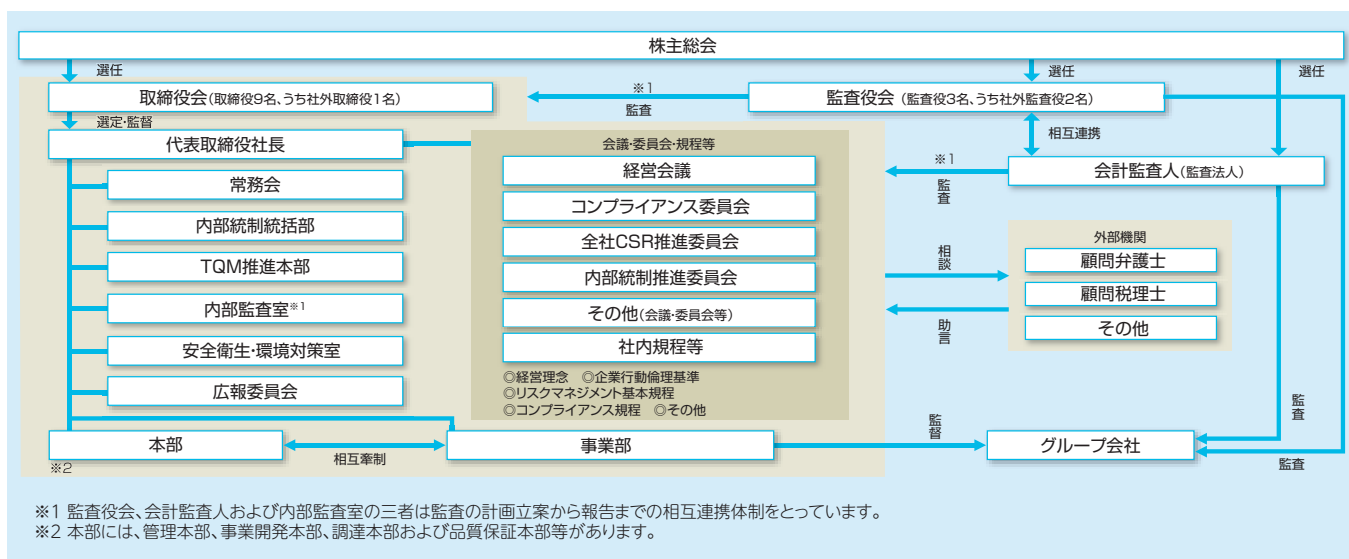 株主総会
選任
選任
選任
取締役会(取締役9名、うち社外取締役1名)
※1
監査
監査役会 (監査役3名、うち社外監査役2名)
選定・監督
相互連携
代表取締役社長
会議・委員会・規程等
常務会
経営会議
※1
監査
会計監査人(監査法人)
内部統制統括部
コンプライアンス委員会
TQM推進本部
全社CSR推進委員会
外部機関
相談
顧問弁護士
内部監査室※1
内部統制推進委員会
顧問税理士
その他(会議・委員会等)
助言
その他
安全衛生・環境対策室
社内規程等
広報委員会
◎経営理念 ◎企業行動倫理基準
◎リスクマネジメント基本規程
◎コンプライアンス規程 ◎その他
監査
本部
※2
相互牽制
事業部
監督
グループ会社
監査
※1 監査役会、会計監査人および内部監査室の三者は監査の計画立案から報告までの相互連携体制をとっています。
※2 本部には、管理本部、事業開発本部、調達本部および品質保証本部等があります。